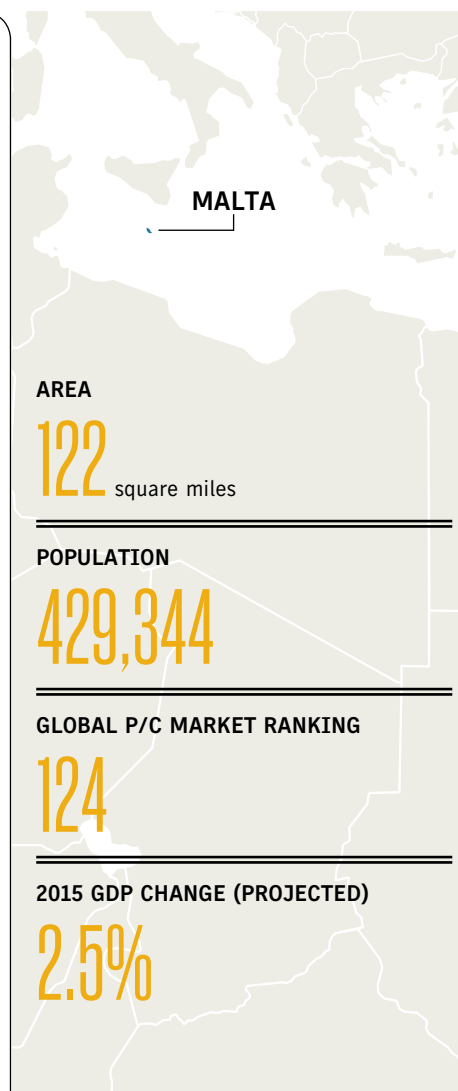 MALTA
AREA
122 square miles
POPULATION
429,344
GLOBAL P/C MARKET RANKING
124
2015 GDP CHANGE (PROJECTED)
2.5%